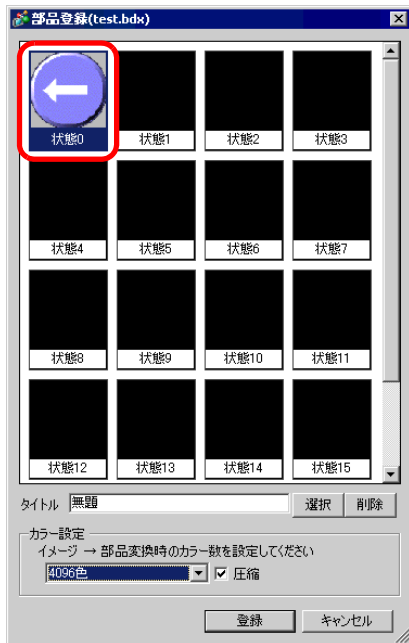 部品登録(test.bdx)
状態0 状態1 状態2 状態3
状態4 状態5 状態6 状態7
状態8 状態9 状態10 状態11
状態12 状態13 状態14 状態15
タイトル 無題 選択 削除
カラー設定
イメージ → 部品変換時のカラー数を設定してください
4096色 圧縮
登録 キャンセル